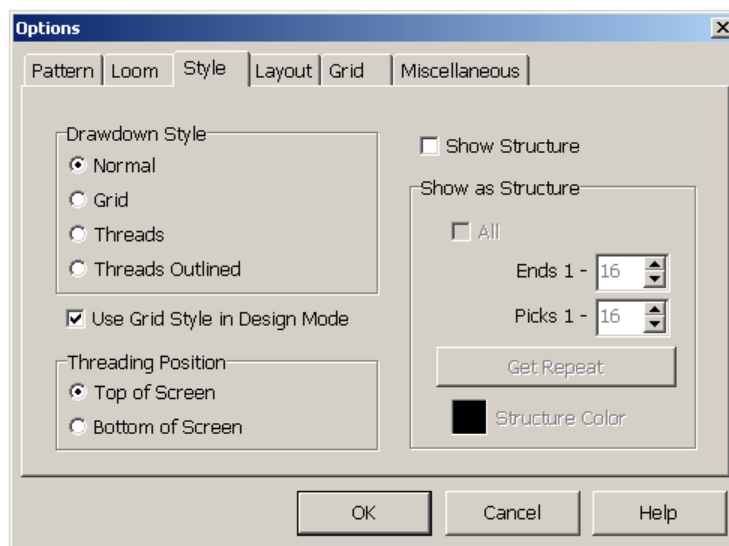 Options
Pattern Loom Style Layout Grid Miscellaneous
Drawdown Style
Normal
Grid
Threads
Threads Outlined
Use Grid Style in Design Mode
Threading Position
Top of Screen
Bottom of Screen
Show Structure
Show as Structure
All
Ends 1 - 16
Picks 1 - 16
Get Repeat
Structure Color
OK Cancel Help